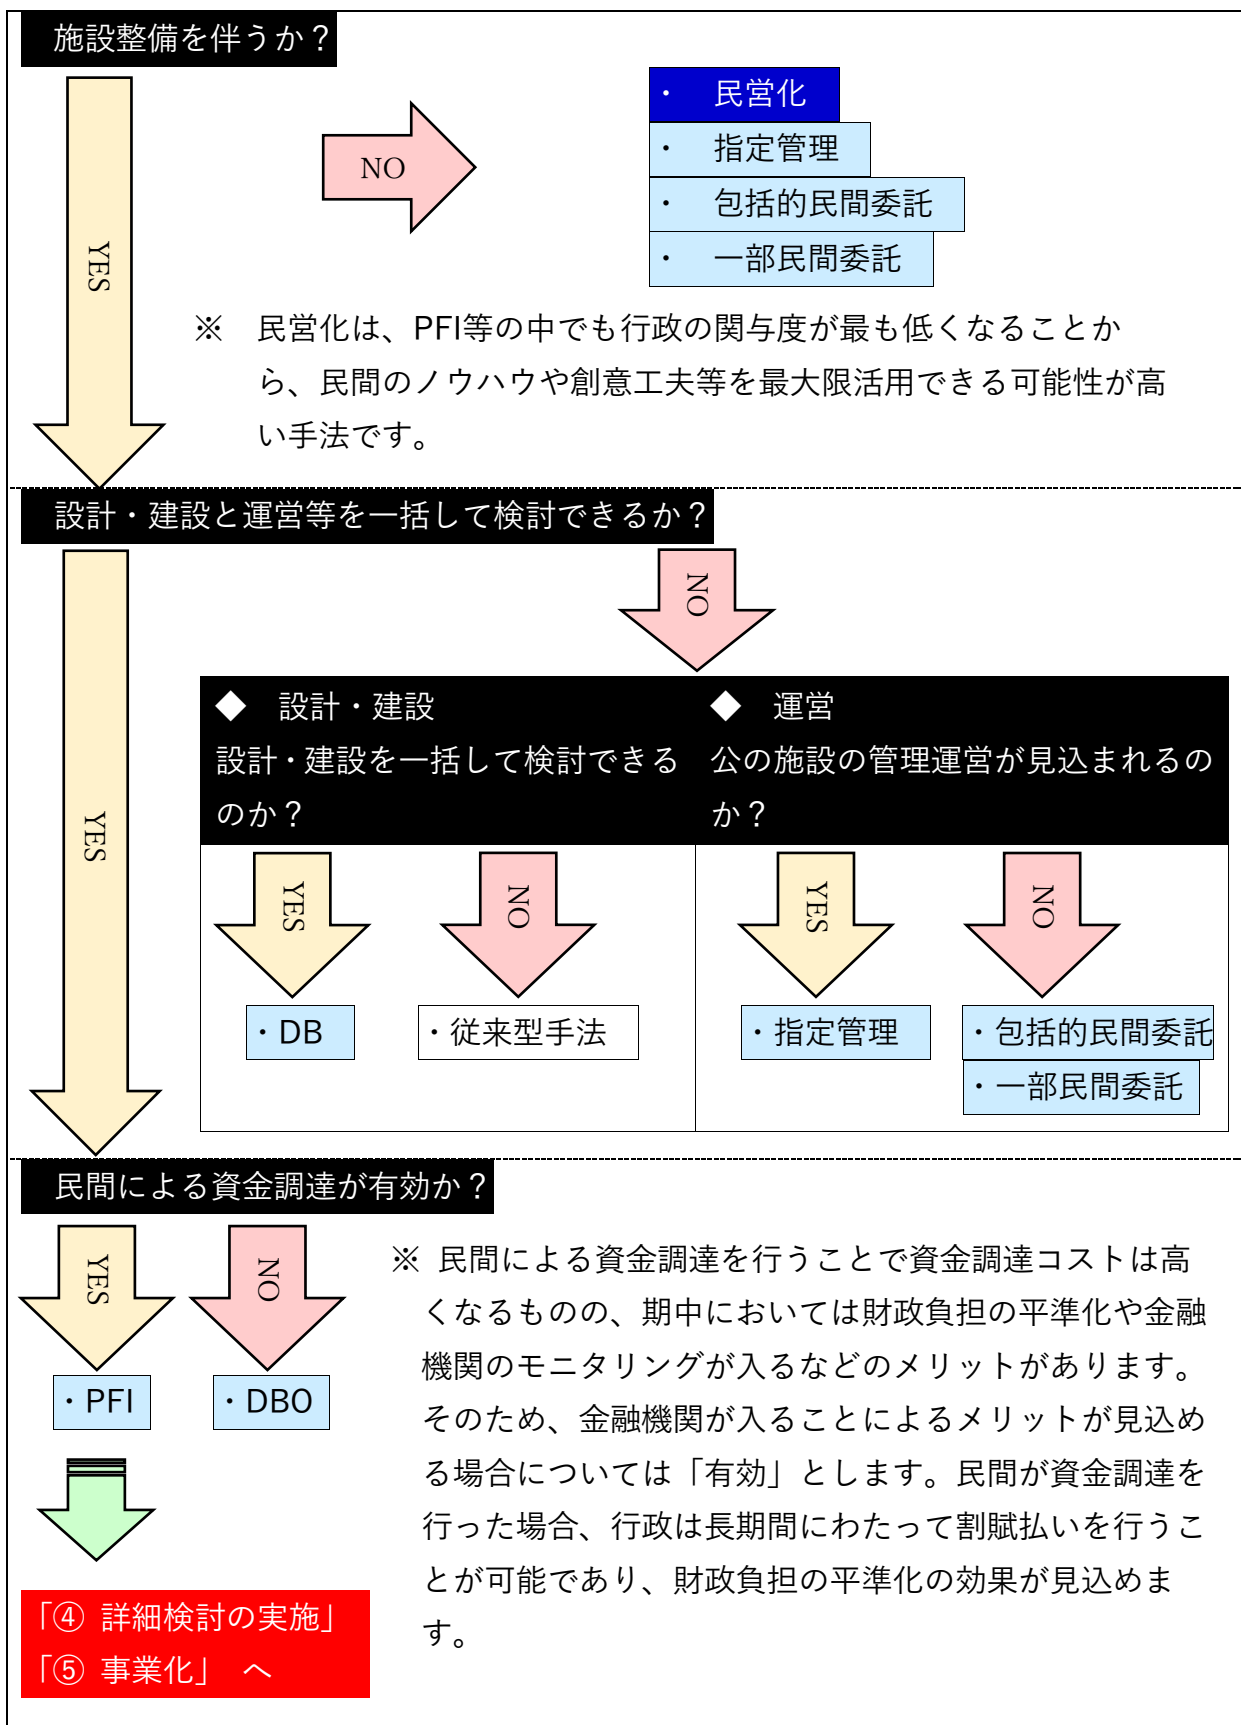 施設整備を伴うか？
YES
NO
・　民営化
・　指定管理
・　包括的民間委託
・　一部民間委託
※　民営化は、PFI等の中でも行政の関与度が最も低くなることか
ら、民間のノウハウや創意工夫等を最大限活用できる可能性が高
い手法です。
設計・建設と運営等を一括して検討できるか？
YES
NO
◆　設計・建設
設計・建設を一括して検討できる
のか？
◆　運営
公の施設の管理運営が見込まれるの
か？
YES
NO
YES
NO
・DB
・従来型手法
・指定管理
・包括的民間委託
・一部民間委託
民間による資金調達が有効か？
YES
NO
・PFI
・DBO
※ 民間による資金調達を行うことで資金調達コストは高
くなるものの、期中においては財政負担の平準化や金融
機関のモニタリングが入るなどのメリットがあります。
そのため、金融機関が入ることによるメリットが見込め
る場合については「有効」とします。民間が資金調達を
行った場合、行政は長期間にわたって割賦払いを行うこ
とが可能であり、財政負担の平準化の効果が見込めま
す。
「④ 詳細検討の実施」
「⑤ 事業化」 へ